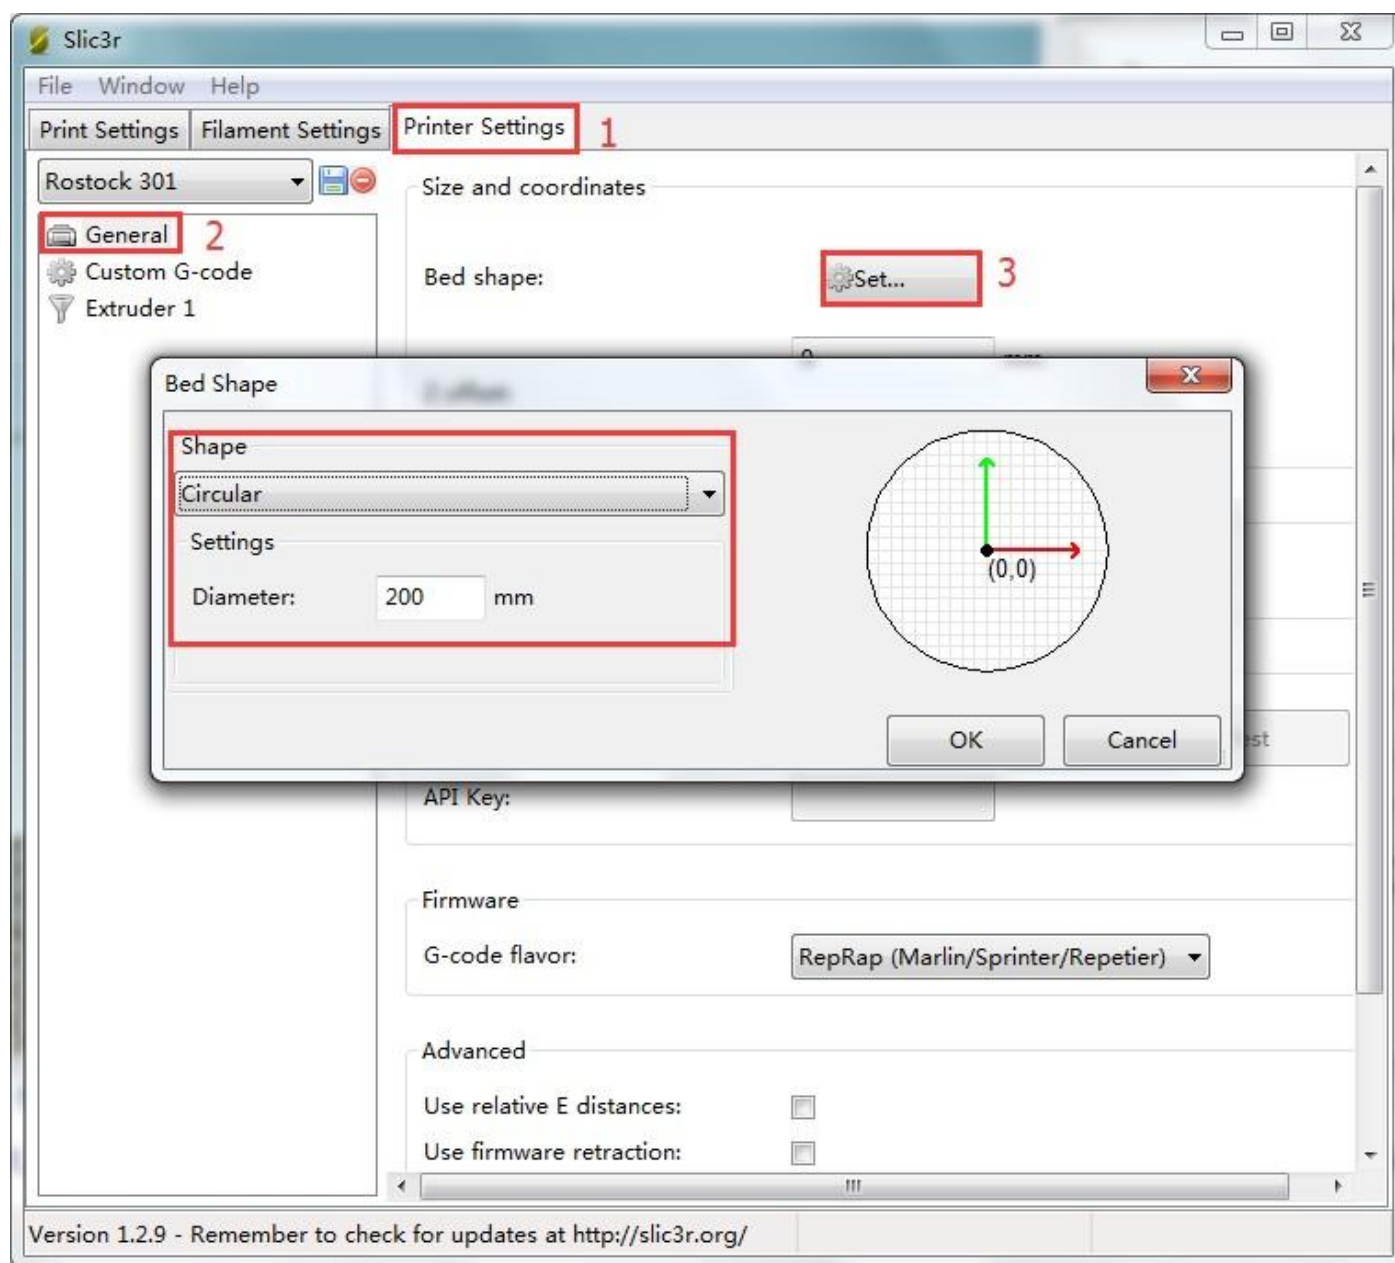 Slic3r
File Window Help
Print Settings Filament Settings Printer Settings 1
Rostock 301
Size and coordinates
General 2
Custom G-code
Extruder 1
Bed shape: Set... 3
Bed Shape
Shape
Circular
Settings
Diameter: 200 mm
(0,0)
OK Cancel
API Key:
Firmware
G-code flavor: RepRap (Marlin/Sprinter/Repetier)
Advanced
Use relative E distances:
Use firmware retraction:
Version 1.2.9 - Remember to check for updates at http://slic3r.org/